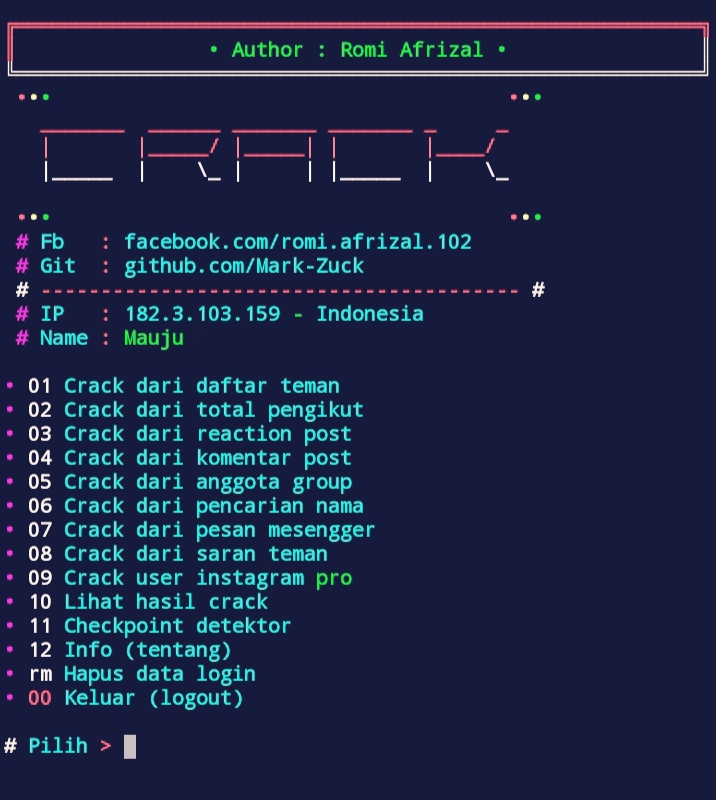 • Author : Romi Afrizal •
CRACK
# Fb : facebook.com/romi.afrizal.102
# Git : github.com/Mark-Zuck
# ---------------------------------------- #
# IP : 182.3.103.159 - Indonesia
# Name : Mauju
• 01 Crack dari daftar teman
• 02 Crack dari total pengikut
• 03 Crack dari reaction post
• 04 Crack dari komentar post
• 05 Crack dari anggota group
• 06 Crack dari pencarian nama
• 07 Crack dari pesan mesengger
• 08 Crack dari saran teman
• 09 Crack user instagram pro
• 10 Lihat hasil crack
• 11 Checkpoint detektor
• 12 Info (tentang)
• rm Hapus data login
• 00 Keluar (logout)
# Pilih >